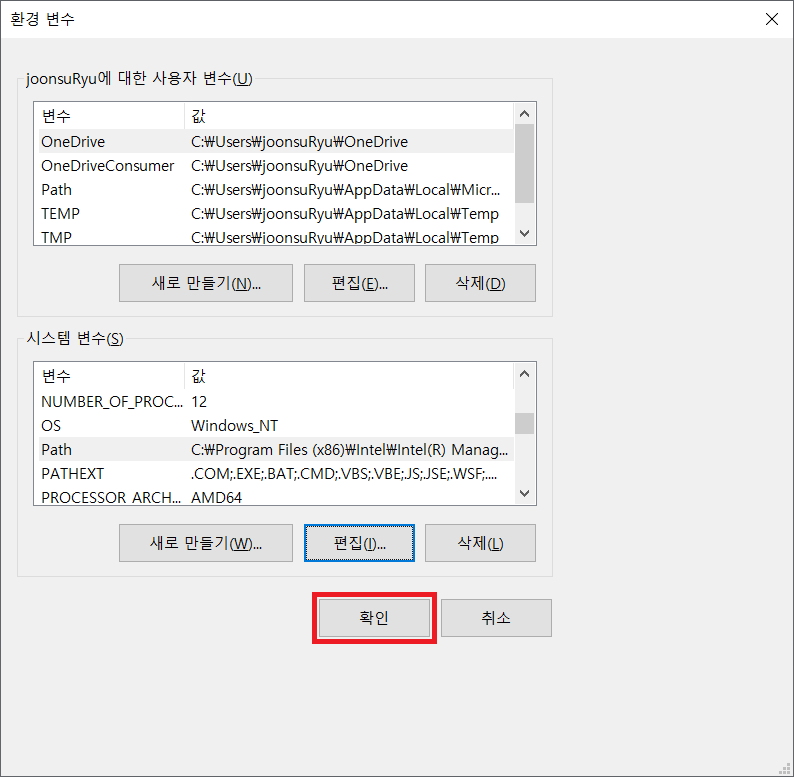 환경 변수
joonsuRyu에 대한 사용자 변수(U)
변수 값
OneDrive C:₩Users₩joonsuRyu₩OneDrive
OneDriveConsumer C:₩Users₩joonsuRyu₩OneDrive
Path C:₩Users₩joonsuRyu₩AppData₩Local₩Micr...
TEMP C:₩Users₩joonsuRyu₩AppData₩Local₩Temp
TMP C:₩Users₩joonsuRyu₩AppData₩Local₩Temp
새로 만들기(N)... 편집(E)... 삭제(D)
시스템 변수(S)
변수 값
NUMBER_OF_PROC... 12
OS Windows_NT
Path C:₩Program Files (x86)₩Intel₩Intel(R) Manag...
PATHEXT .COM;.EXE;.BAT;.CMD;.VBS;.VBE;.JS;.JSE;.WSF;....
PROCESSOR_ARCH... AMD64
새로 만들기(W)... 편집(I)... 삭제(L)
확인 취소